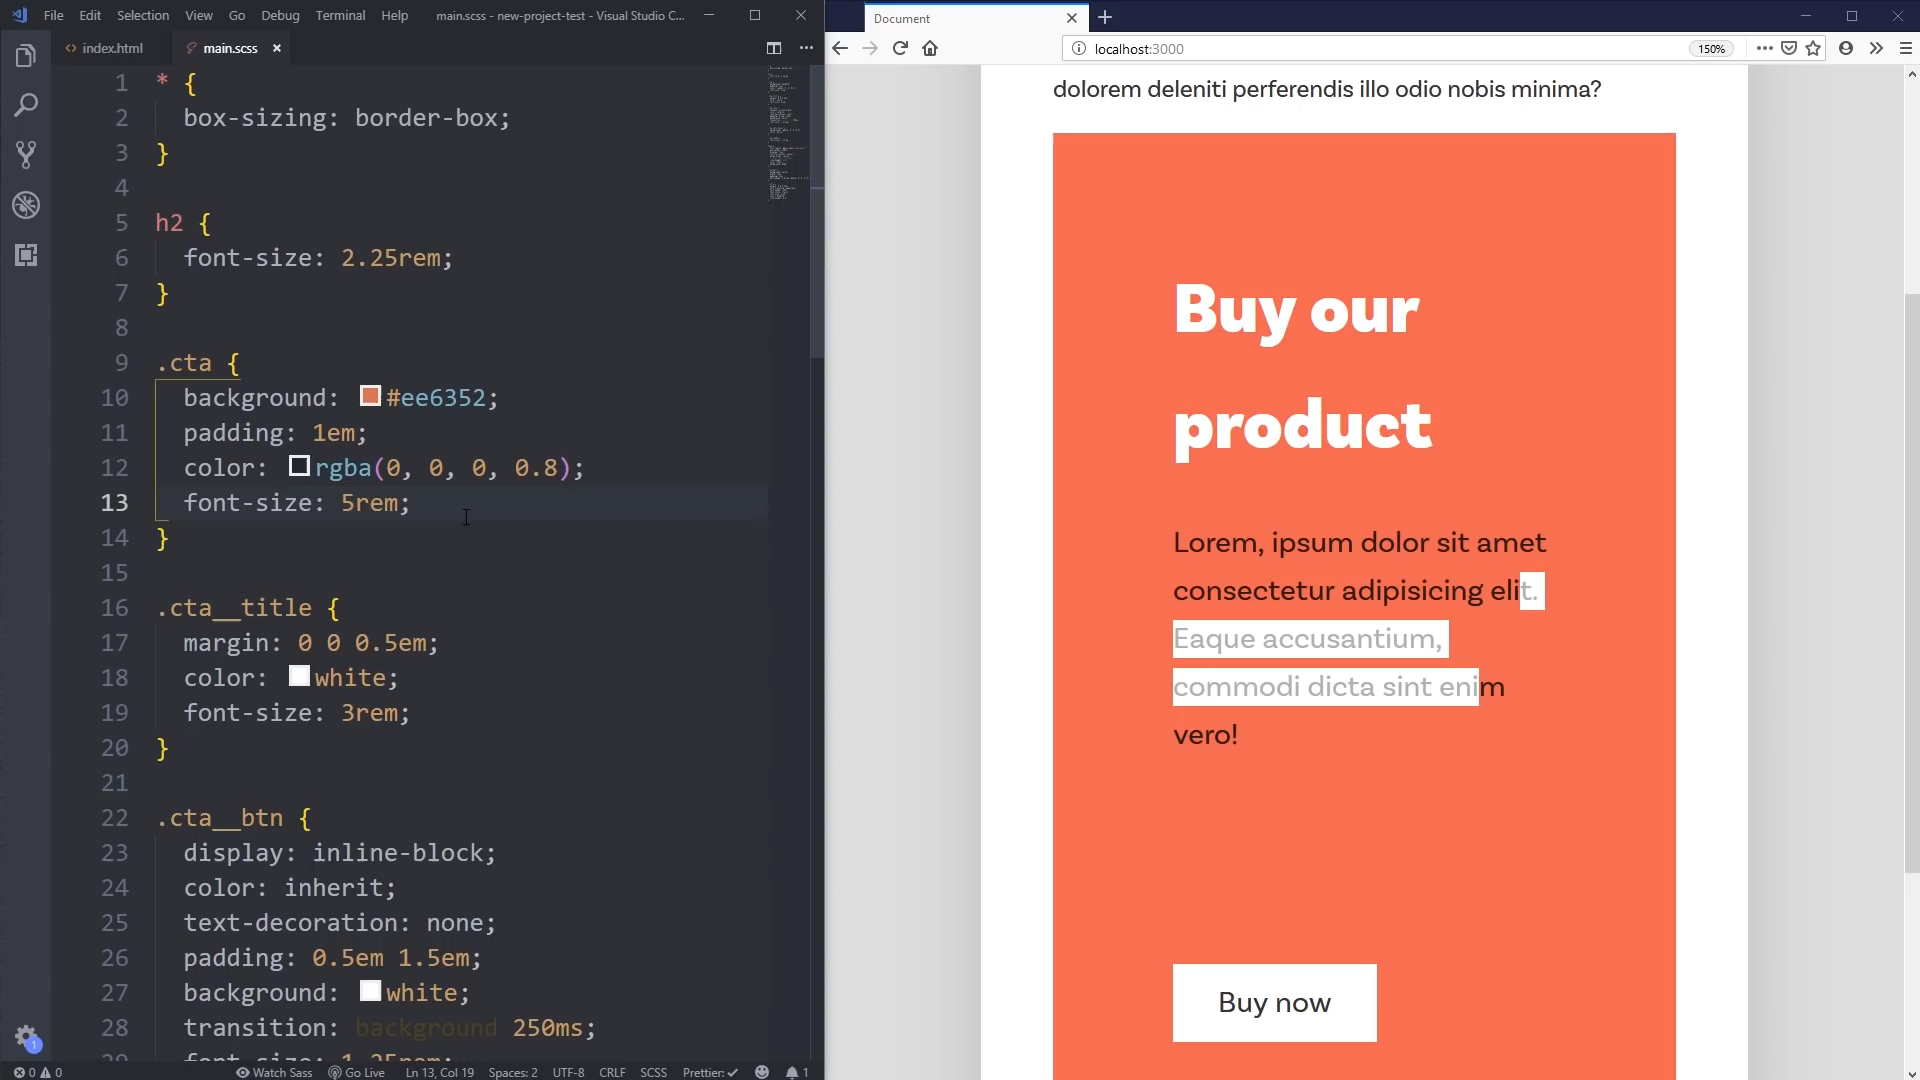 File Edit Selection View Go Debug Terminal Help main.scss - new-project-test - Visual Studio C...
index.html main.scss
1 * {
2 box-sizing: border-box;
3 }
4
5 h2 {
6 font-size: 2.25rem;
7 }
8
9 .cta {
10 background: #ee6352;
11 padding: 1em;
12 color: rgba(0, 0, 0, 0.8);
13 font-size: 5rem;
14 }
15
16 .cta__title {
17 margin: 0 0 0.5em;
18 color: white;
19 font-size: 3rem;
20 }
21
22 .cta__btn {
23 display: inline-block;
24 color: inherit;
25 text-decoration: none;
26 padding: 0.5em 1.5em;
27 background: white;
28 transition: background 250ms;
29 font-size: 1.25rem;
1
0 0 Watch Sass Go Live Ln 13, Col 19 Spaces: 2 UTF-8 CRLF SCSS Prettier: 1
Document
localhost:3000 150%
dolorem deleniti perferendis illo odio nobis minima?
Buy our
product
Lorem, ipsum dolor sit amet
consectetur adipisicing elit.
Eaque accusantium,
commodi dicta sint enim
vero!
Buy now